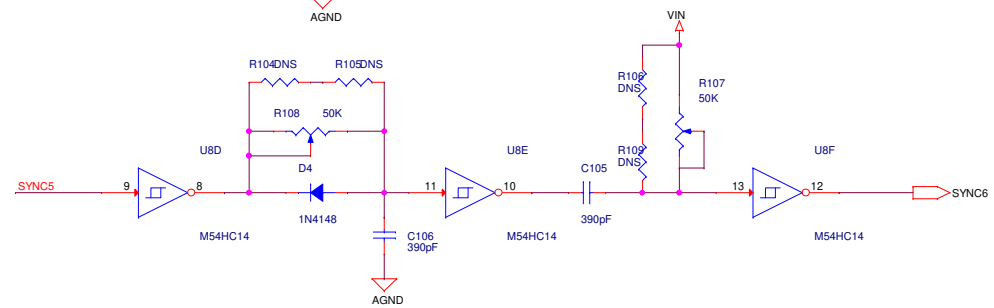 AGND
VIN
R104DNS
R105DNS
R106
DNS
R107
50K
R108
50K
U8D
D4
R109
DNS
U8E
C105
U8F
SYNC5
9
8
11
10
13
12
SYNC6
1N4148
390pF
M54HC14
C106
390pF
M54HC14
M54HC14
AGND